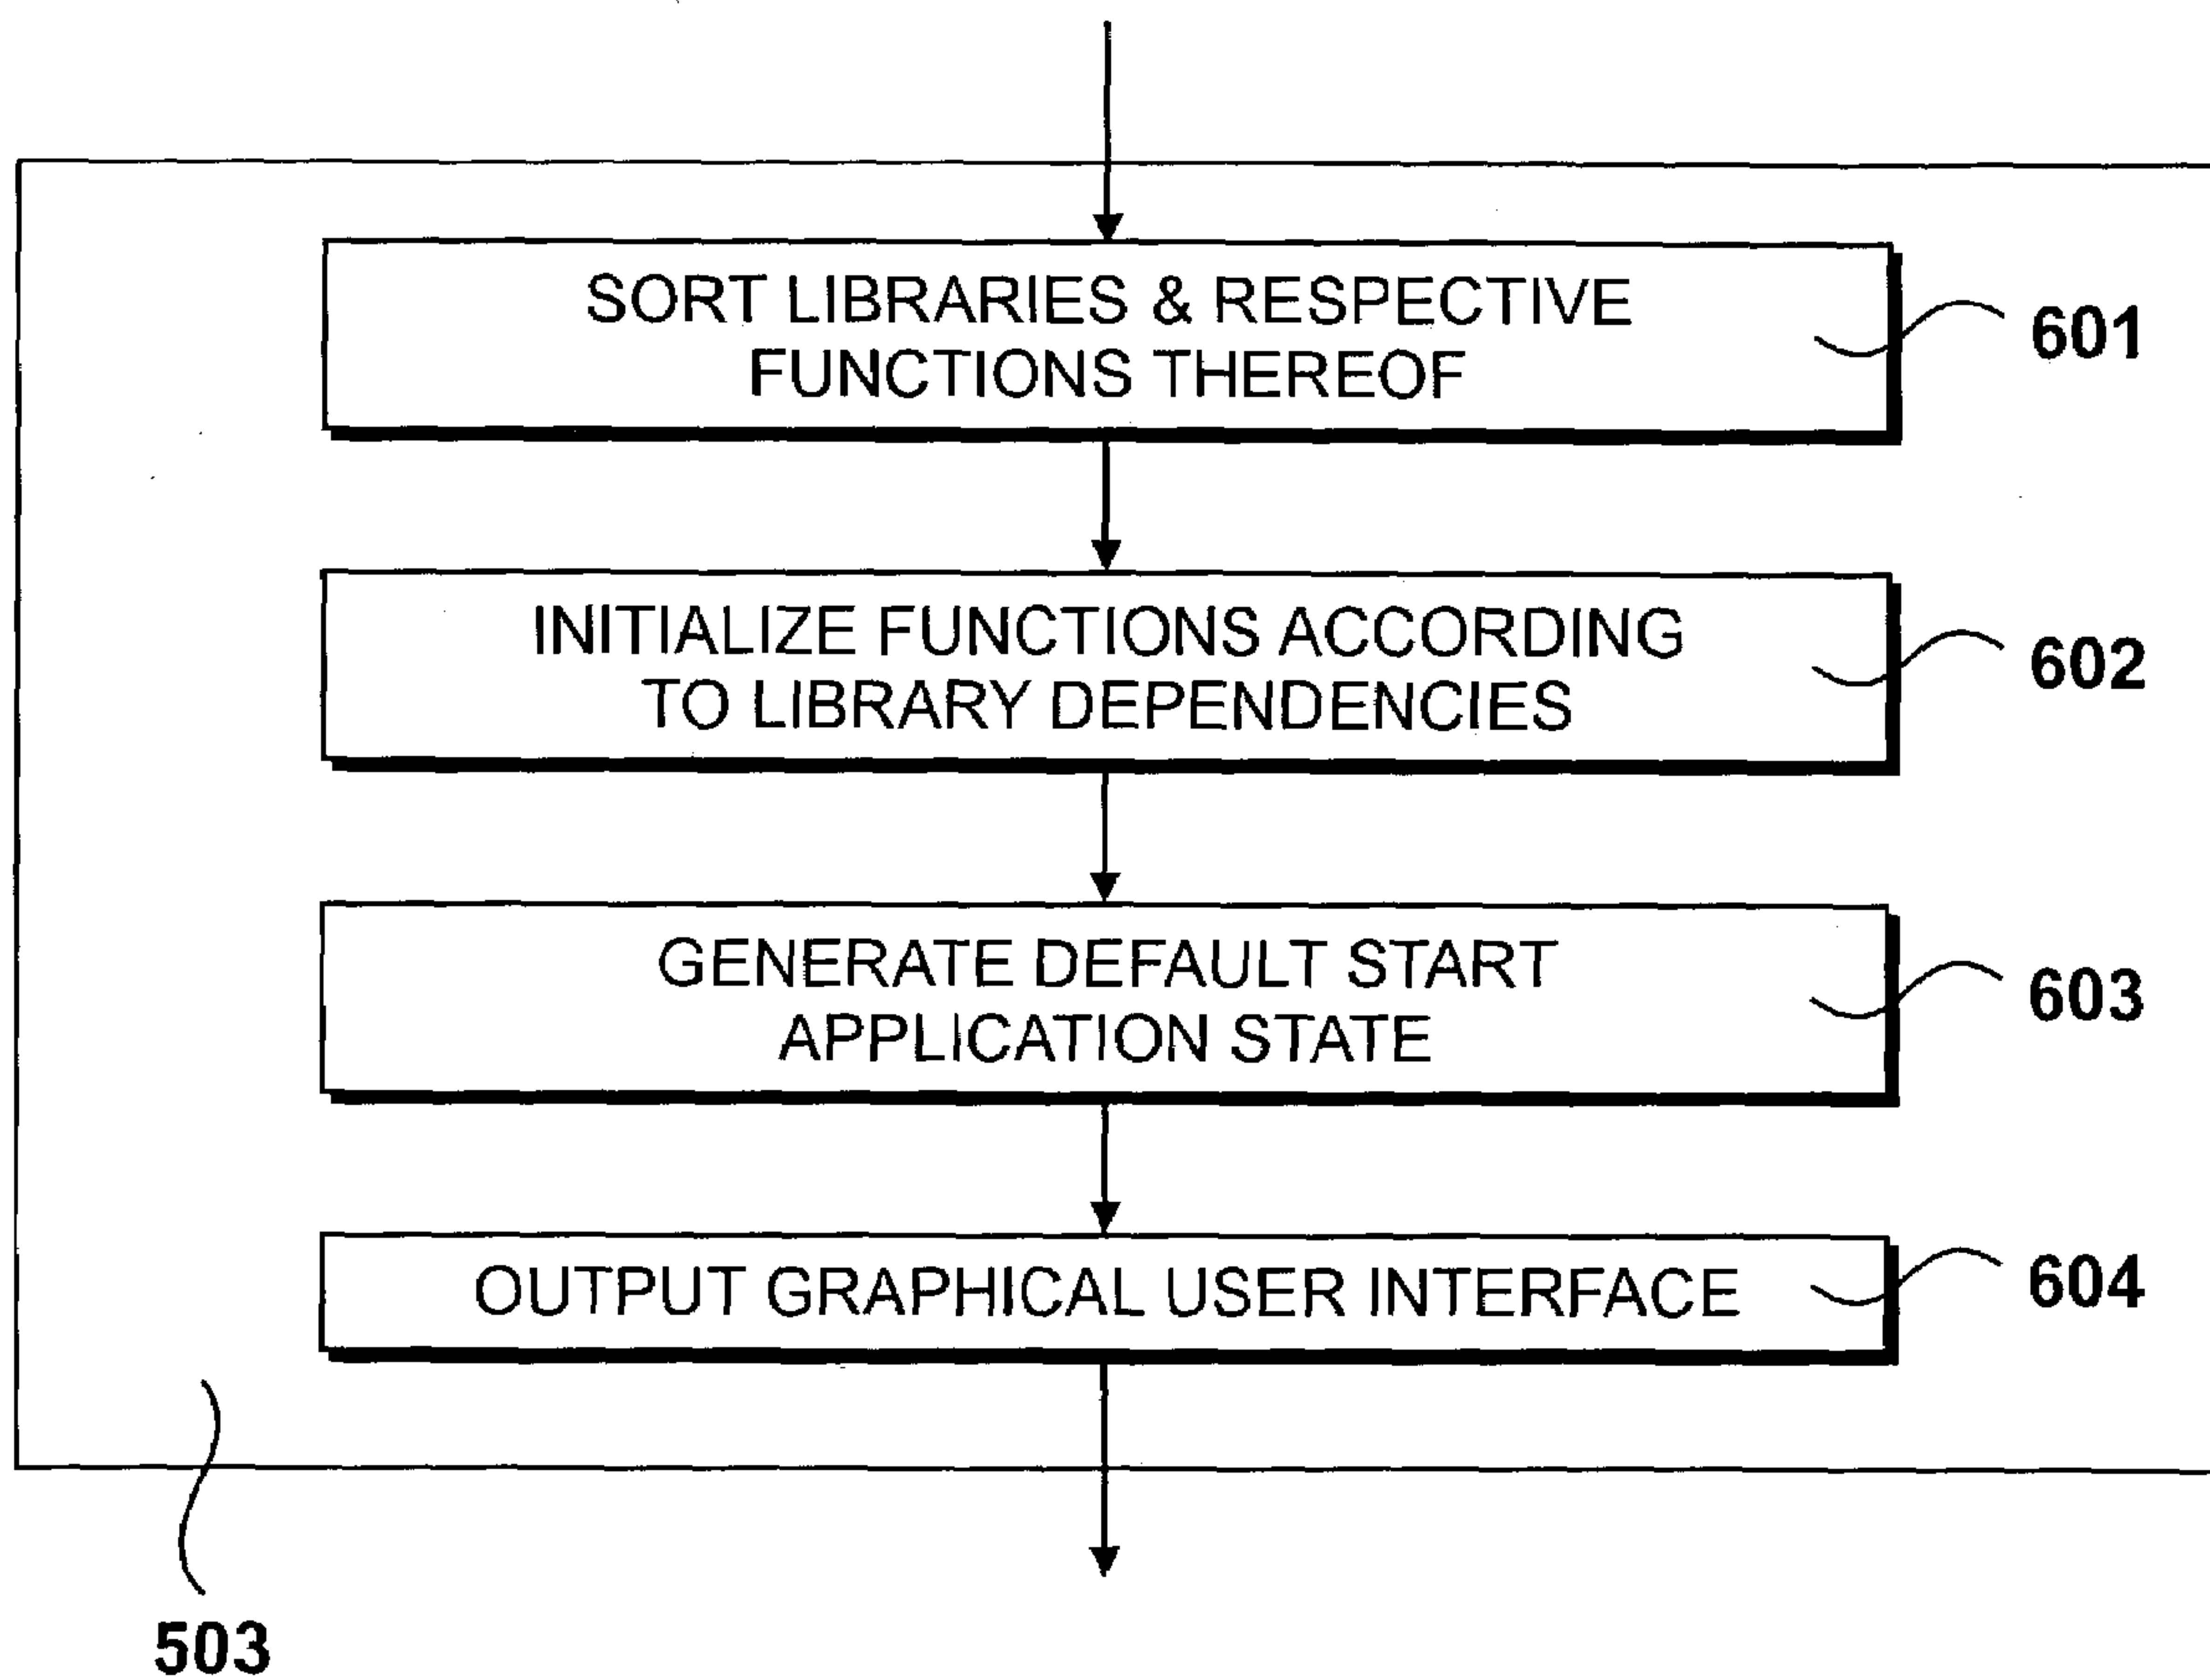 SORT LIBRARIES & RESPECTIVE
FUNCTIONS THEREOF
601
INITIALIZE FUNCTIONS ACCORDING
TO LIBRARY DEPENDENCIES
602
GENERATE DEFAULT START
APPLICATION STATE
603
OUTPUT GRAPHICAL USER INTERFACE
604
503